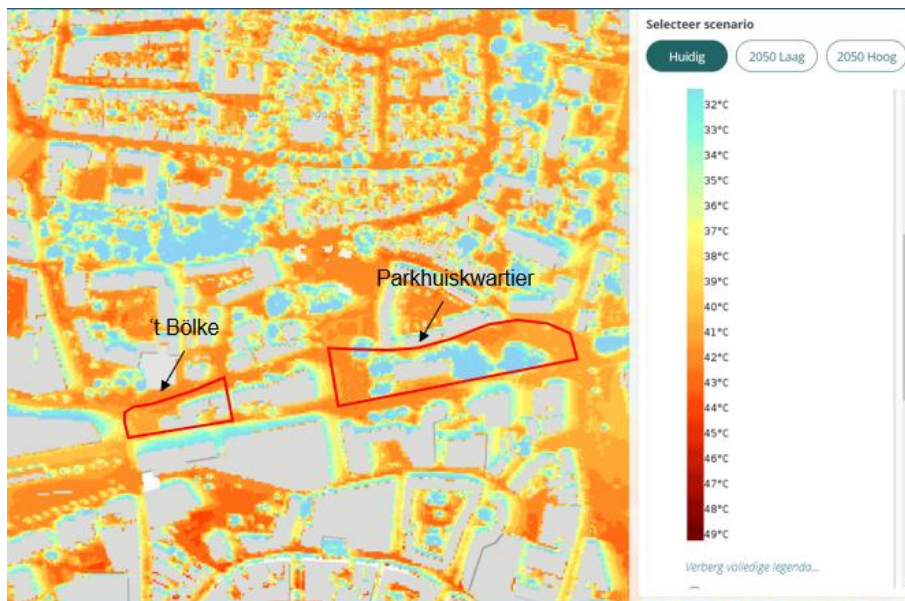 Selecteer scenario
Huidig
2050 Laag
2050 Hoog
32°C
33°C
34°C
35°C
36°C
37°C
38°C
39°C
40°C
41°C
42°C
43°C
44°C
45°C
46°C
47°C
48°C
49°C
Verberg volledige legenda...
Parkhuiskwartier
't Bölke